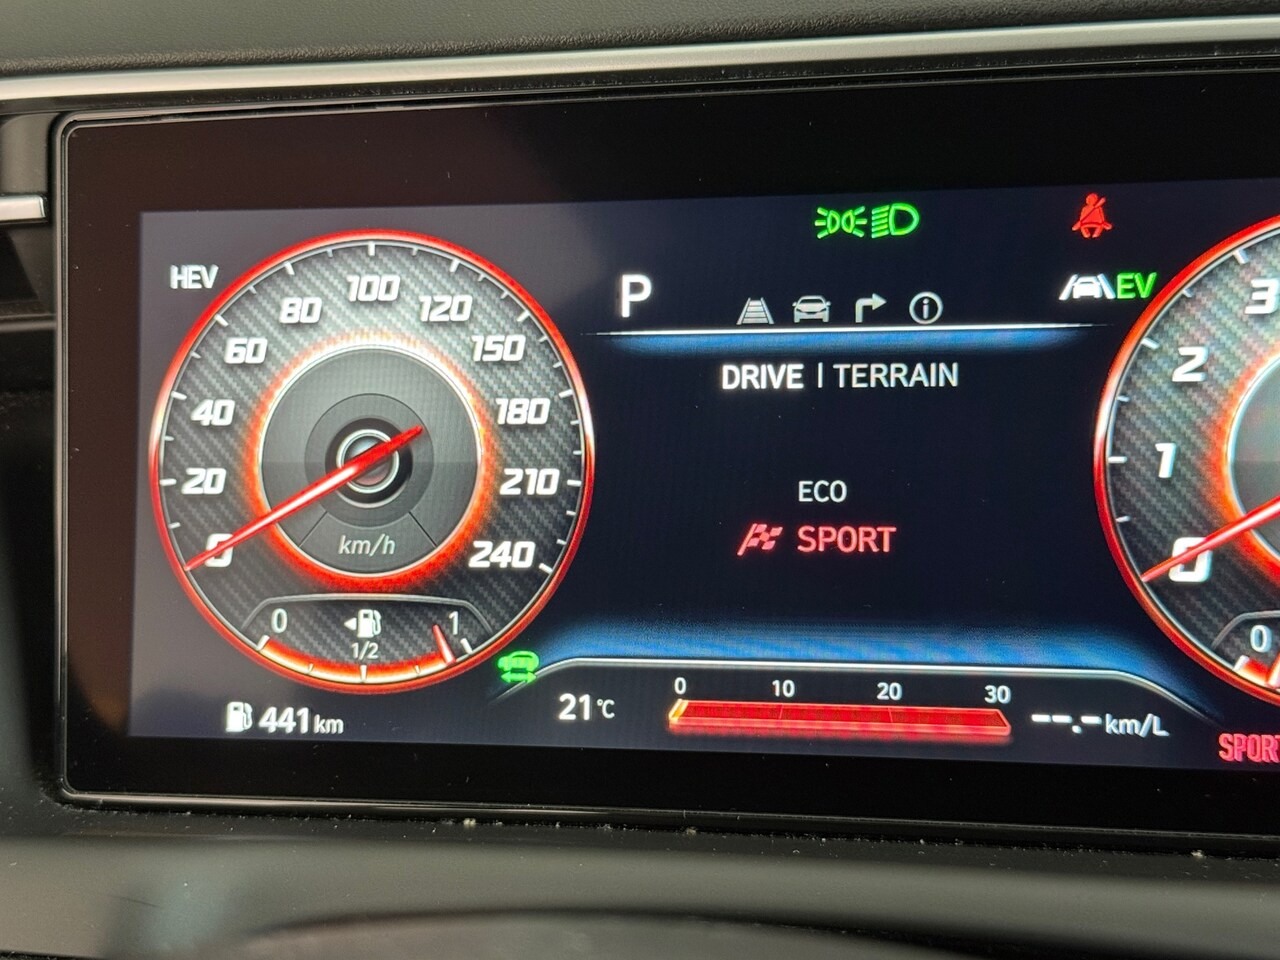 HEV
P
EV
DRIVE | TERRAIN
ECO
SPORT
0
20
40
60
80
100
120
150
180
210
240
km/h
0
1/2
1
441 km
21 °C
0 10 20 30
--.- km/L
3
2
1
0
0
SPORT